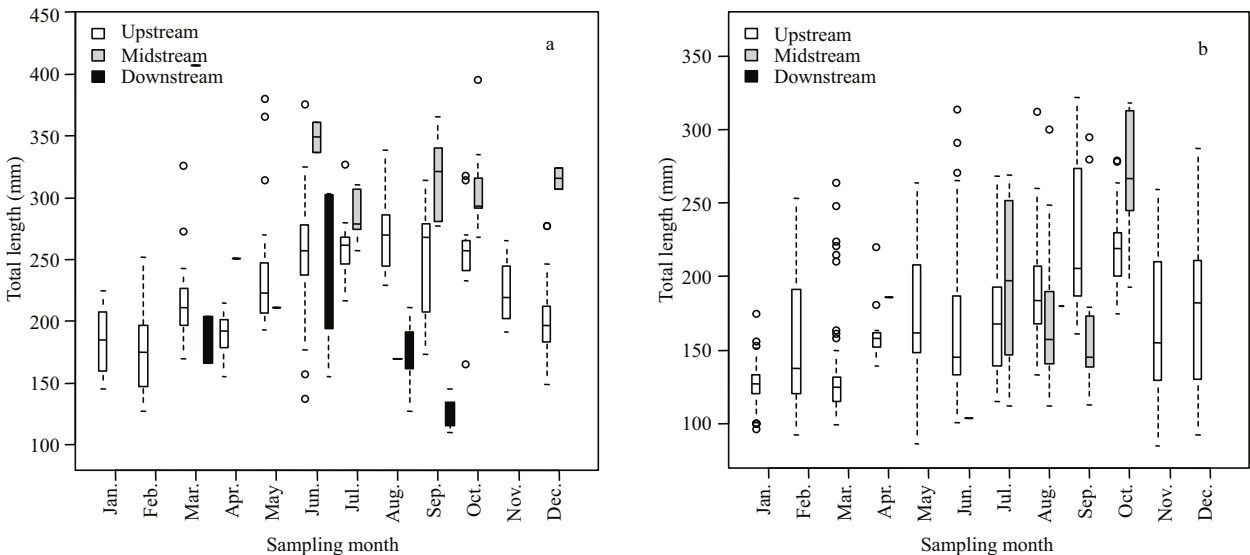 450
400
350
300
250
200
150
100
Total length (mm)
Upstream
Midstream
Downstream
a
Jan.
Feb.
Mar.
Apr.
May
Jun.
Jul.
Aug.
Sep.
Oct.
Nov.
Dec.
Sampling month
350
300
250
200
150
100
Total length (mm)
Upstream
Midstream
Downstream
b
Jan.
Feb.
Mar.
Apr.
May
Jun.
Jul.
Aug.
Sep.
Oct.
Nov.
Dec.
Sampling month